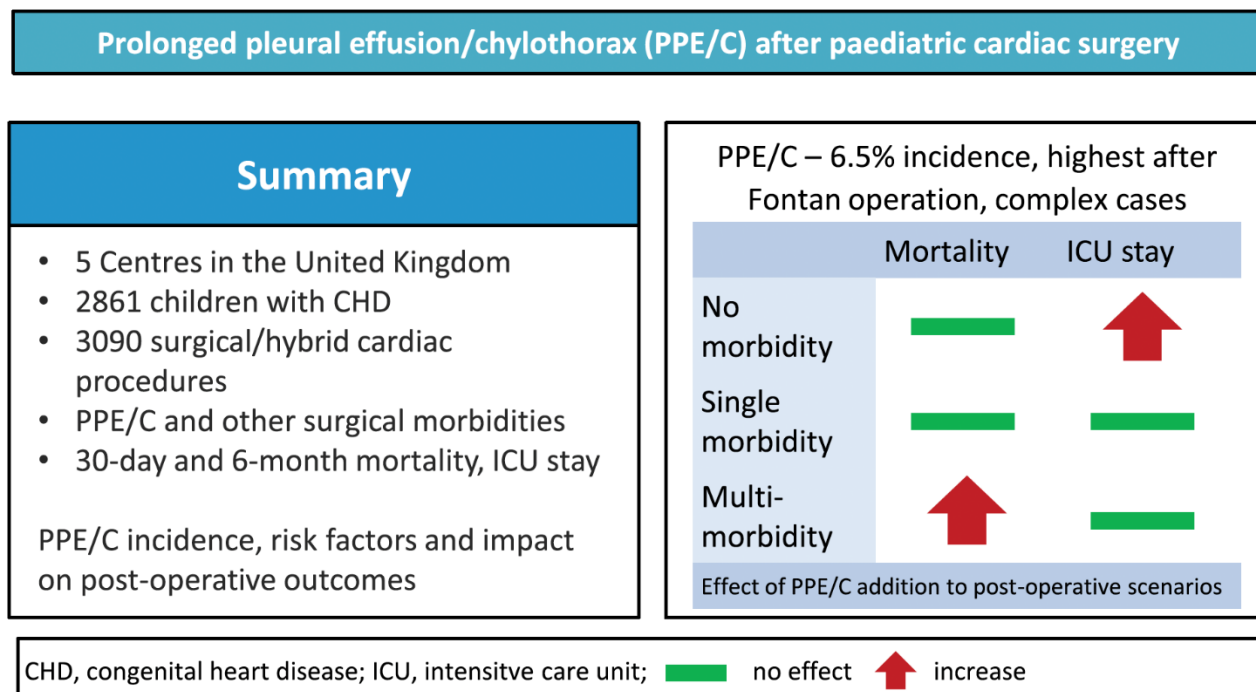 Prolonged pleural effusion/chylothorax (PPE/C) after paediatric cardiac surgery
Summary
• 5 Centres in the United Kingdom
• 2861 children with CHD
• 3090 surgical/hybrid cardiac
procedures
• PPE/C and other surgical morbidities
• 30-day and 6-month mortality, ICU stay
PPE/C incidence, risk factors and impact
on post-operative outcomes
PPE/C – 6.5% incidence, highest after
Fontan operation, complex cases
Mortality ICU stay
No
morbidity
Single
morbidity
Multi-
morbidity
Effect of PPE/C addition to post-operative scenarios
CHD, congenital heart disease; ICU, intensitve care unit; no effect increase